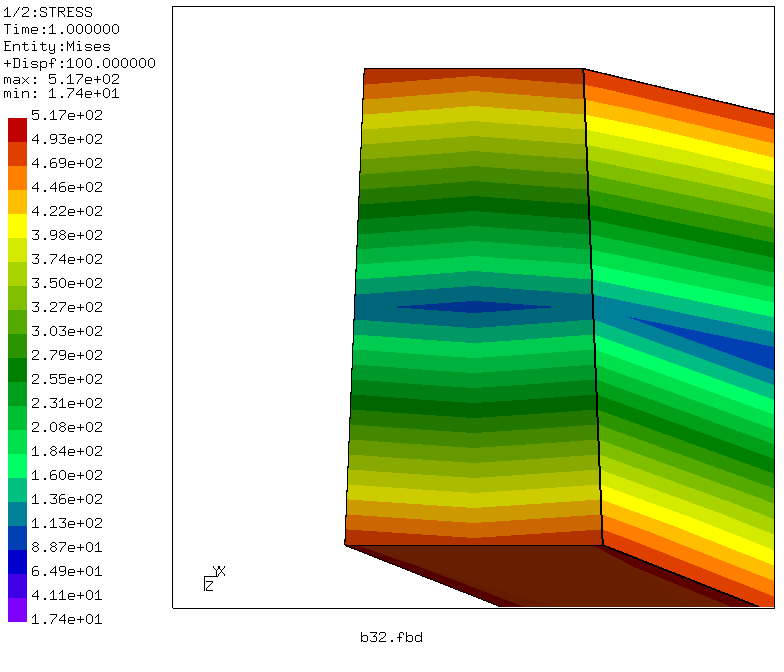 1/2:STRESS
Time:1.000000
Entity:Mises
+Dispf:100.000000
max: 5.17e+02
min: 1.74e+01
5.17e+02
4.93e+02
4.69e+02
4.46e+02
4.22e+02
3.98e+02
3.74e+02
3.50e+02
3.27e+02
3.03e+02
2.79e+02
2.55e+02
2.31e+02
2.08e+02
1.84e+02
1.60e+02
1.36e+02
1.13e+02
8.87e+01
6.49e+01
4.11e+01
1.74e+01
YX
Z
b32.fbd